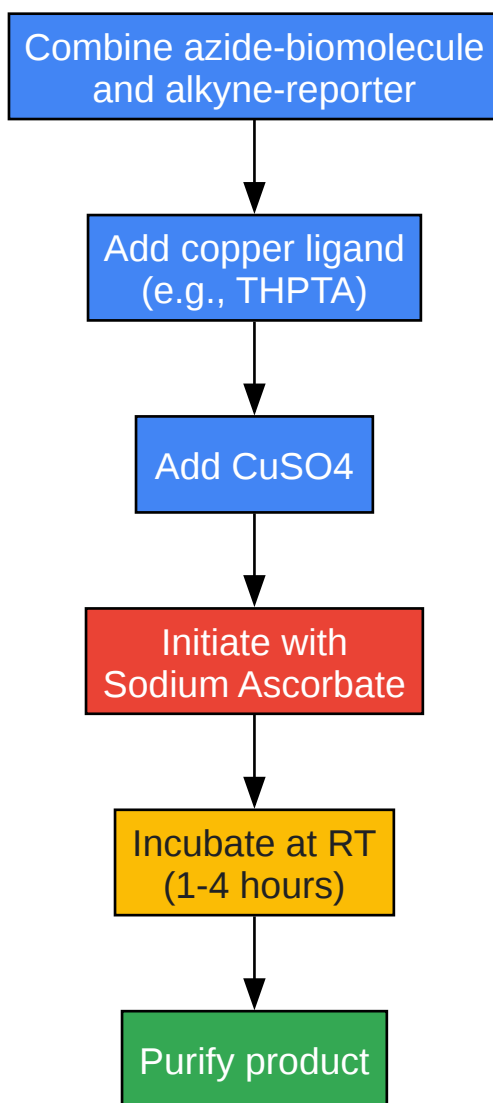 Combine azide-biomolecule
and alkyne-reporter
Add copper ligand
(e.g., THPTA)
Add CuSO4
Initiate with
Sodium Ascorbate
Incubate at RT
(1-4 hours)
Purify product